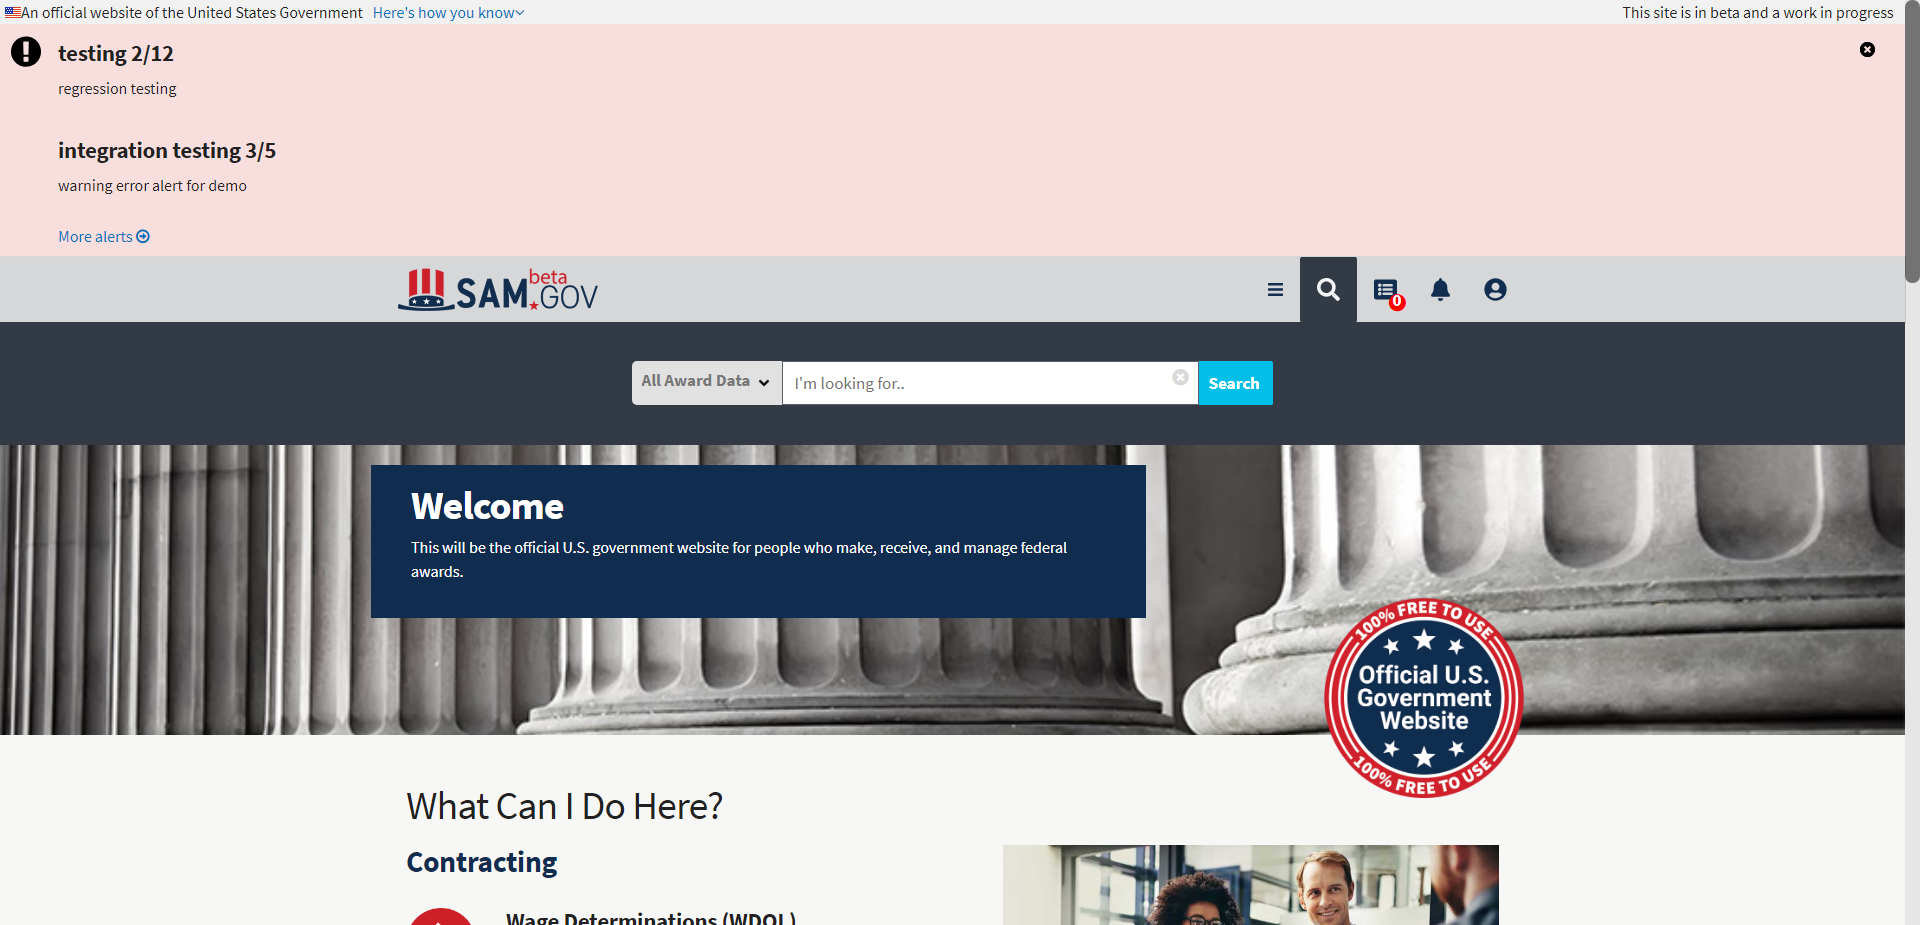 An official website of the United States Government Here's how you know
This site is in beta and a work in progress
testing 2/12
regression testing
integration testing 3/5
warning error alert for demo
More alerts
SAM.GOV beta
0
All Award Data
I'm looking for..
Search
Welcome
This will be the official U.S. government website for people who make, receive, and manage federal
awards.
100% FREE TO USE
Official U.S.
Government
Website
100% FREE TO USE
What Can I Do Here?
Contracting
Wage Determinations (WDOL)